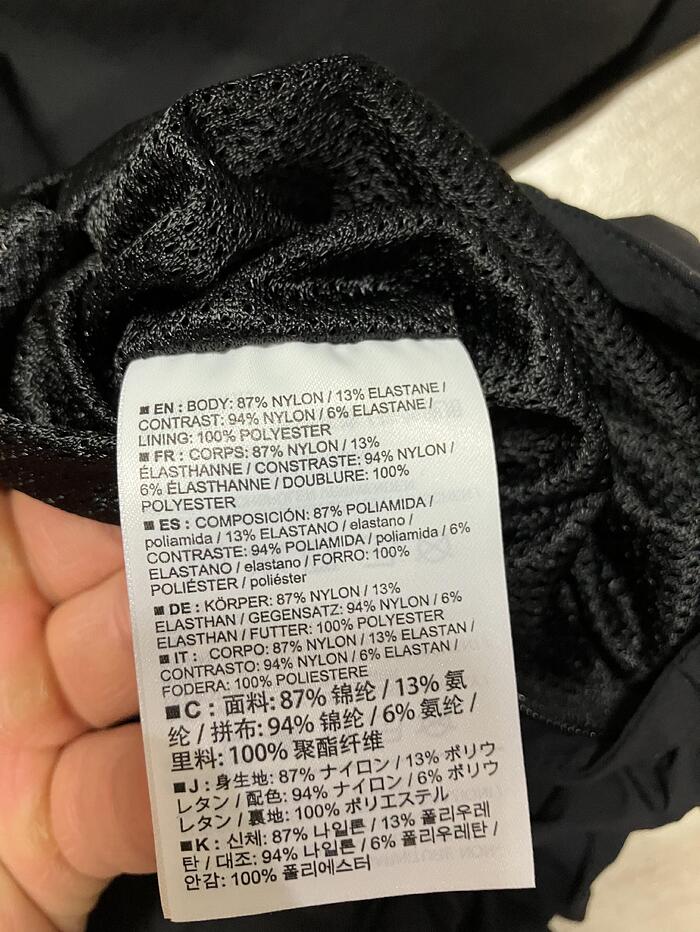 ■ EN : BODY: 87% NYLON / 13% ELASTANE /
CONTRAST: 94% NYLON / 6% ELASTANE /
LINING: 100% POLYESTER
■ FR : CORPS: 87% NYLON / 13%
ÉLASTHANNE / CONSTRASTE: 94% NYLON /
6% ÉLASTHANNE / DOUBLURE: 100%
POLYESTER
■ ES : COMPOSICIÓN: 87% POLIAMIDA /
poliamida / 13% ELASTANO / elastano /
CONTRASTE: 94% POLIAMIDA / poliamida / 6%
ELASTANO / elastano / FORRO: 100%
POLIÉSTER / poliéster
■ DE : KÖRPER: 87% NYLON / 13%
ELASTHAN / GEGENSATZ: 94% NYLON / 6%
ELASTHAN / FUTTER: 100% POLYESTER
■ IT : CORPO: 87% NYLON / 13% ELASTAN /
CONTRASTO: 94% NYLON / 6% ELASTAN /
FODERA: 100% POLIESTERE
■ C : 面料: 87% 锦纶 / 13% 氨
纶 / 拼布: 94% 锦纶 / 6% 氨纶 /
里料: 100% 聚酯纤维
■ J : 身生地: 87% ナイロン / 13% ポリウ
レタン / 配色: 94% ナイロン / 6% ポリウ
レタン / 裏地: 100% ポリエステル
■ K : 신체: 87% 나일론 / 13% 폴리우레
탄 / 대조: 94% 나일론 / 6% 폴리우레탄 /
안감: 100% 폴리에스터